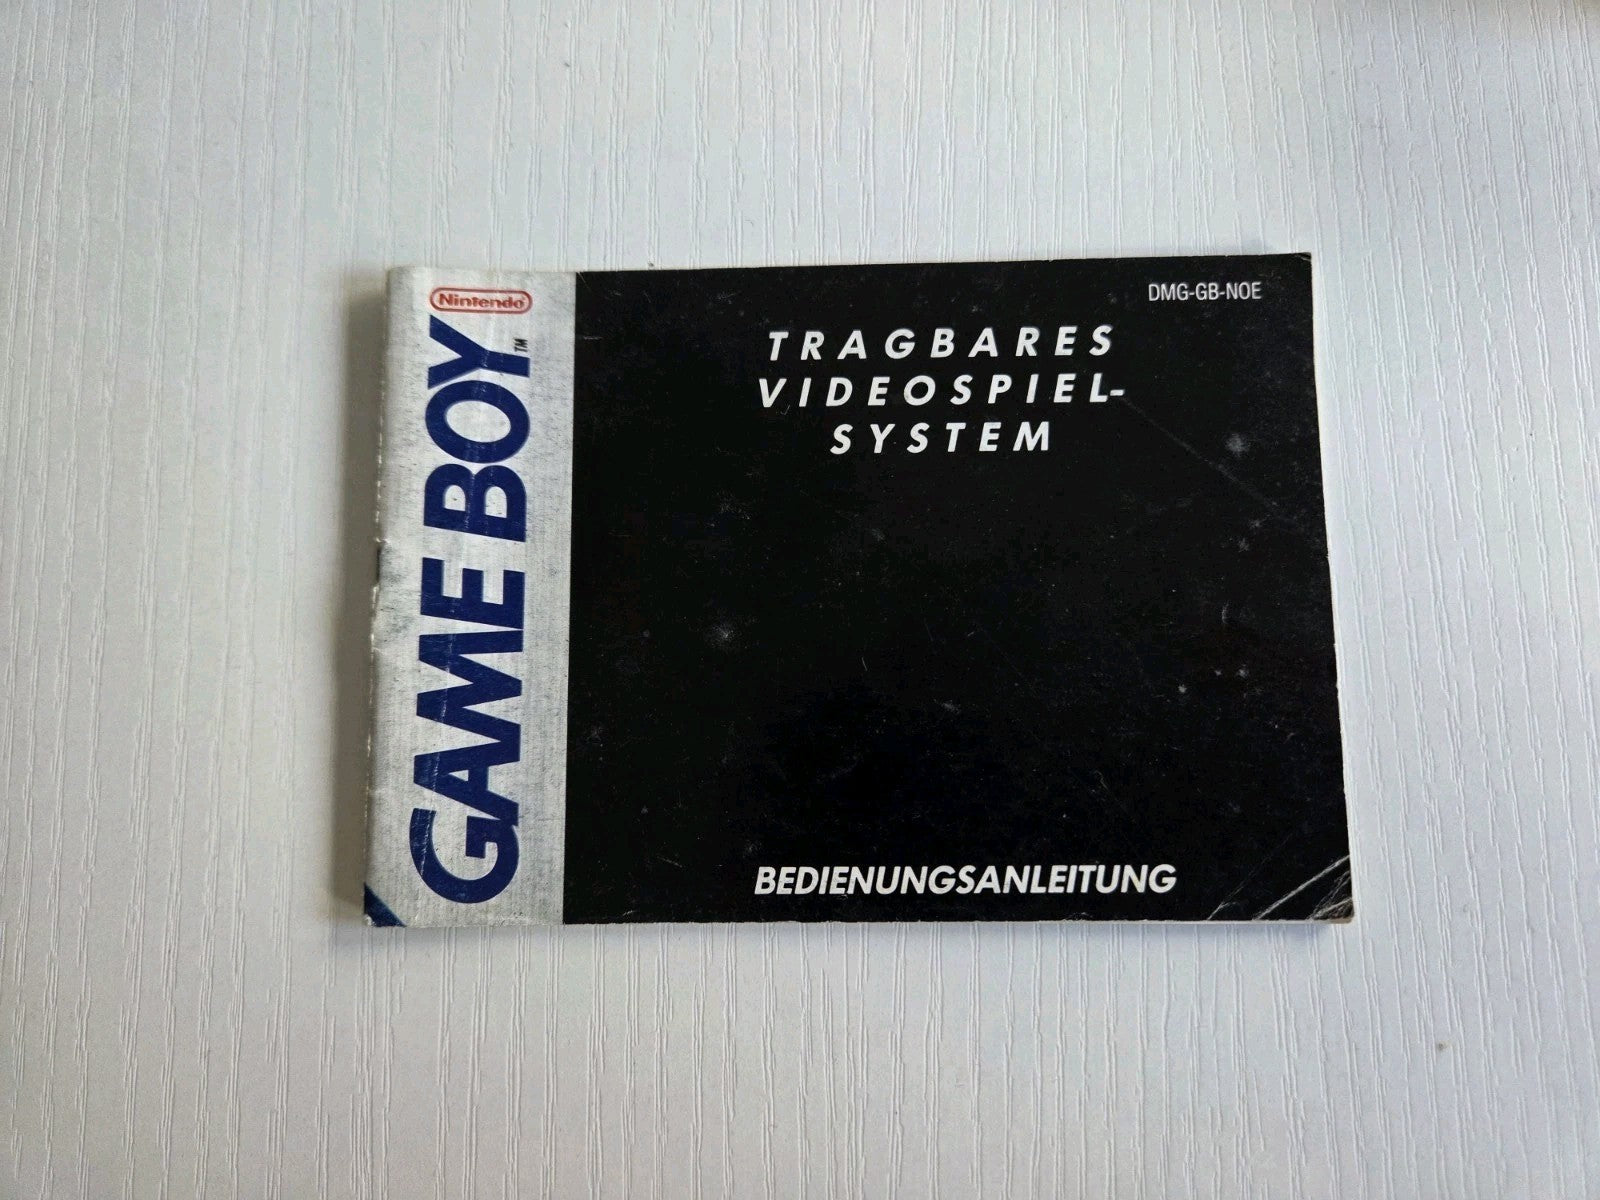 Nintendo
GAME BOY™
DMG-GB-NOE
TRAGBARES
VIDEOSPIEL-
SYSTEM
BEDIENUNGSANLEITUNG